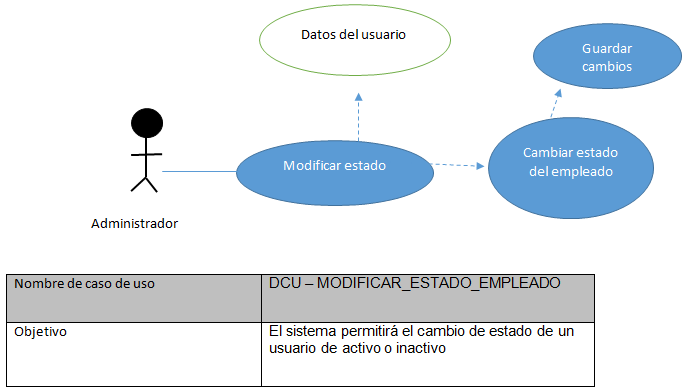 Datos del usuario
Guardar
cambios
Modificar estado
Cambiar estado
del empleado
Administrador
Nombre de caso de uso
DCU – MODIFICAR_ESTADO_EMPLEADO
Objetivo
El sistema permitirá el cambio de estado de un
usuario de activo o inactivo